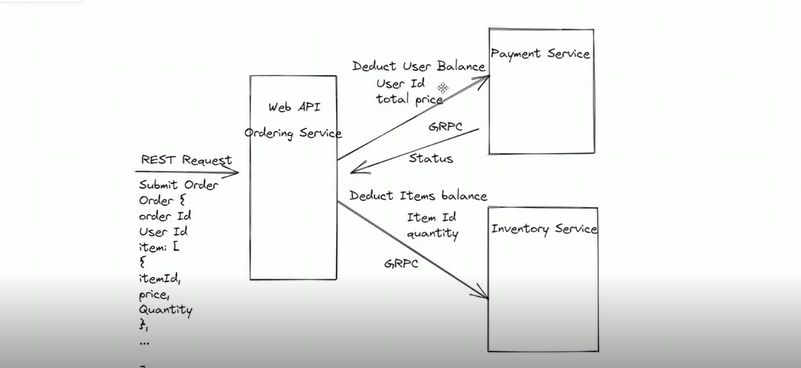 Payment Service
Deduct User Balance
User Id
total price
Web API
Ordering Service
GRPC
Status
REST Request
Submit Order
Order {
order Id
User Id
item: [
{
itemId,
price,
Quantity
},
...
Deduct Items balance
Item Id
quantity
GRPC
Inventory Service